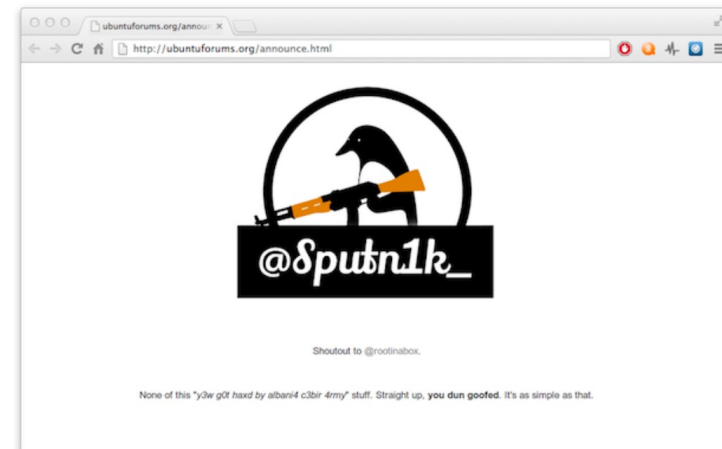 ubuntuforums.org/annou
http://ubuntuforums.org/announce.html
@Sputn1k_
Shoutout to @rootinabox.
None of this "y3w g0t haxd by albani4 c3bir 4rmy" stuff. Straight up, you dun goofed. It's as simple as that.